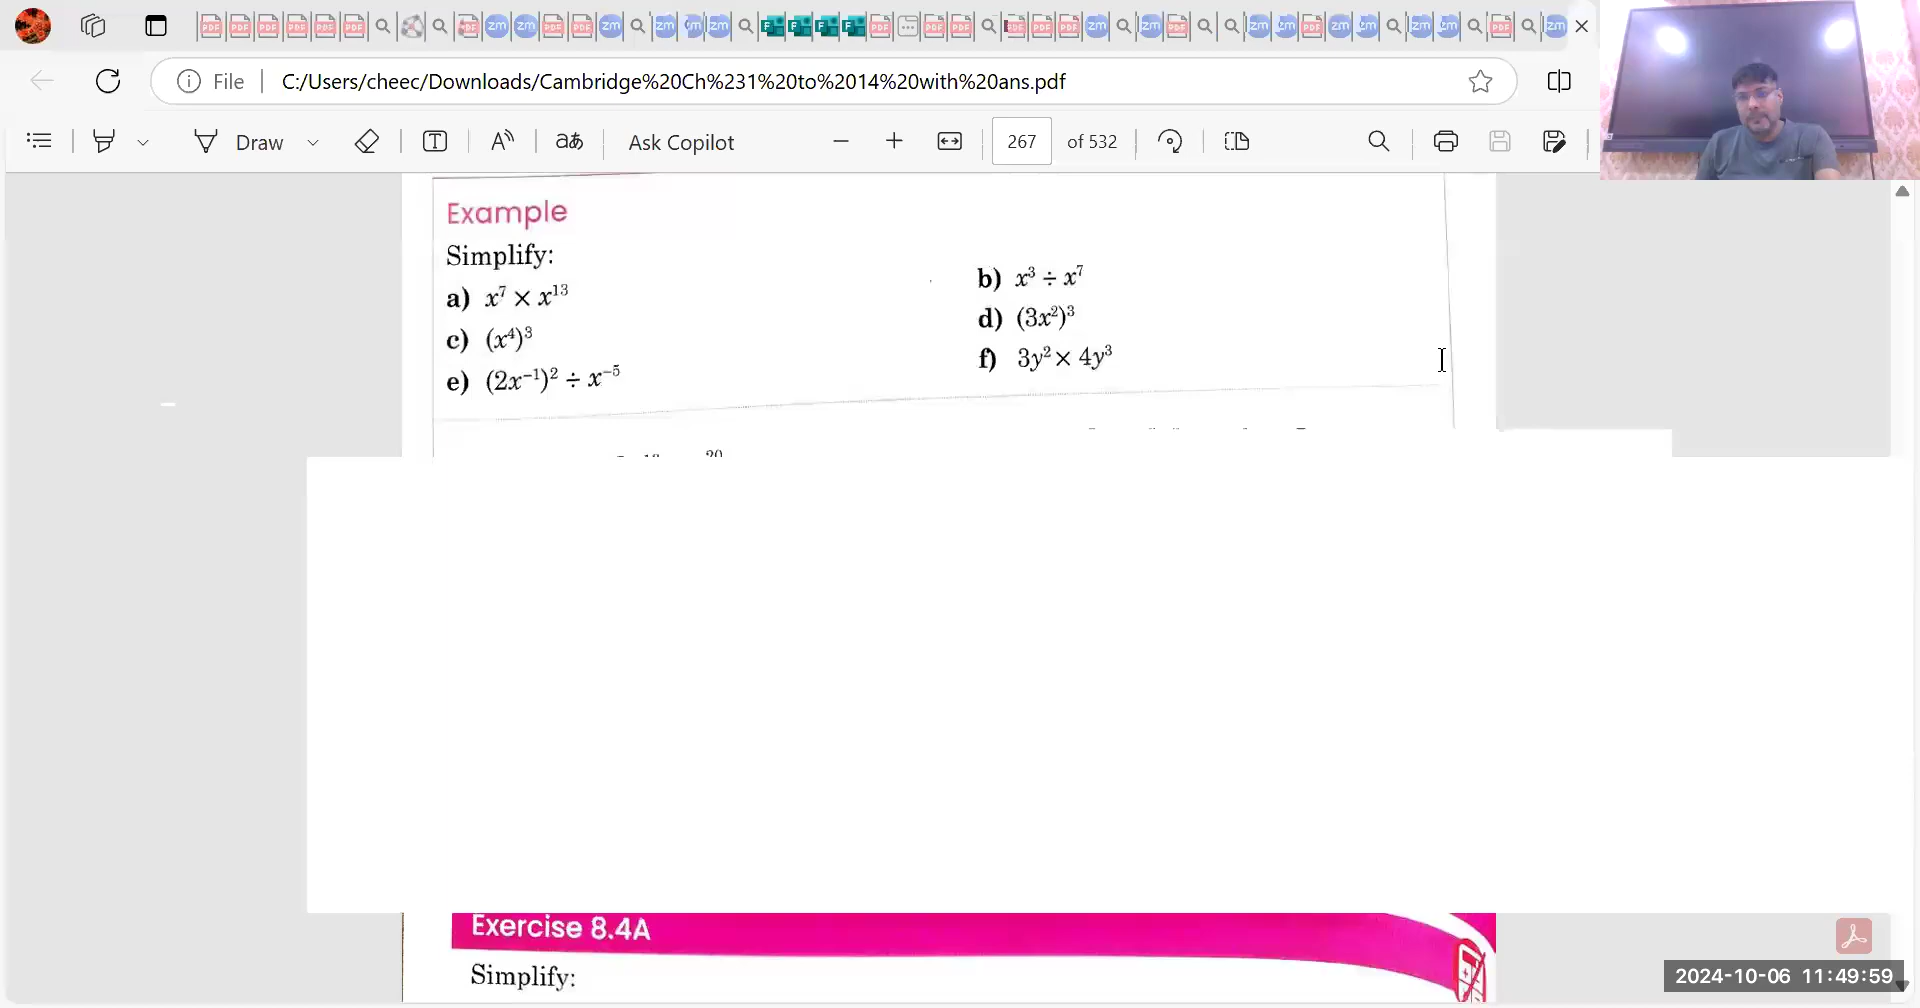 File
C:/Users/cheec/Downloads/Cambridge%20Ch%231%20to%2014%20with%20ans.pdf
Draw
aあ
Ask Copilot
267
of 532
Example
Simplify:
a) x⁷ × x¹³
b) x³ ÷ x⁷
c) (x⁴)³
d) (3x²)³
e) (2x⁻¹)² ÷ x⁻⁵
f) 3y² × 4y³
Exercise 8.4A
Simplify:
2024-10-06 11:49:59